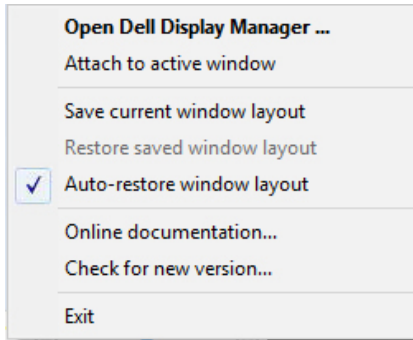 Open Dell Display Manager ...
Attach to active window
Save current window layout
Restore saved window layout
Auto-restore window layout
Online documentation...
Check for new version...
Exit